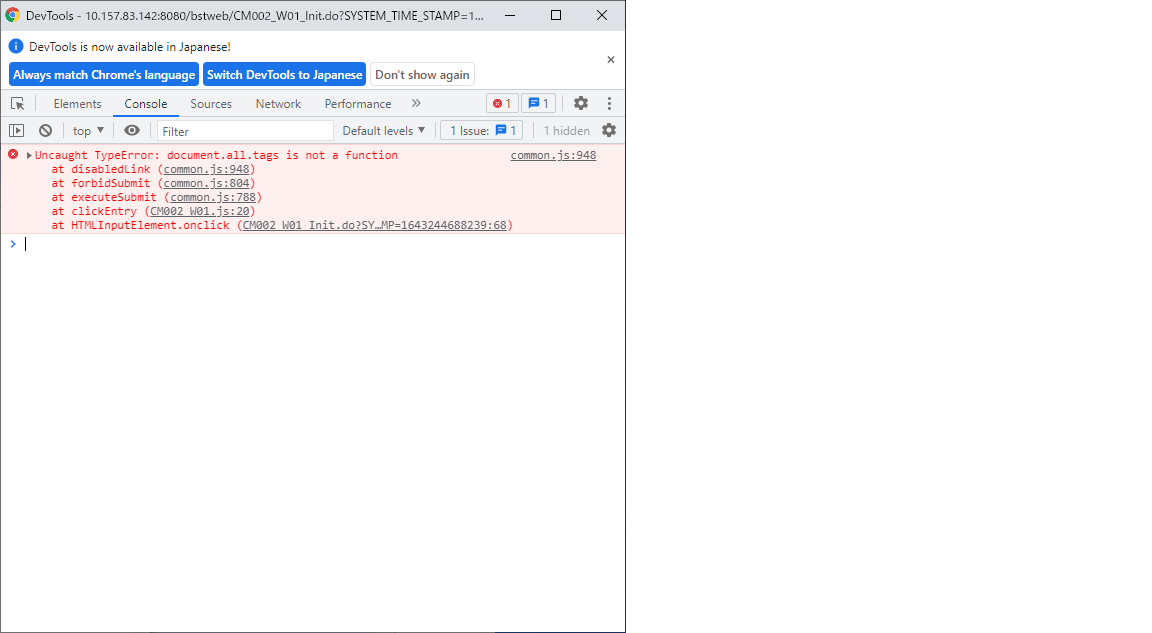 DevTools - 10.157.83.142:8080/bstweb/CM002_W01_Init.do?SYSTEM_TIME_STAMP=1...
DevTools is now available in Japanese!
Always match Chrome's language Switch DevTools to Japanese Don't show again
Elements Console Sources Network Performance » 1 1
top ▼ Filter Default levels ▼ 1 Issue: 1 1 hidden
Uncaught TypeError: document.all.tags is not a function common.js:948
at disabledLink (common.js:948)
at forbidSubmit (common.js:804)
at executeSubmit (common.js:788)
at clickEntry (CM002_W01.js:20)
at HTMLInputElement.onclick (CM002_W01_Init.do?SY…MP=1643244688239:68)